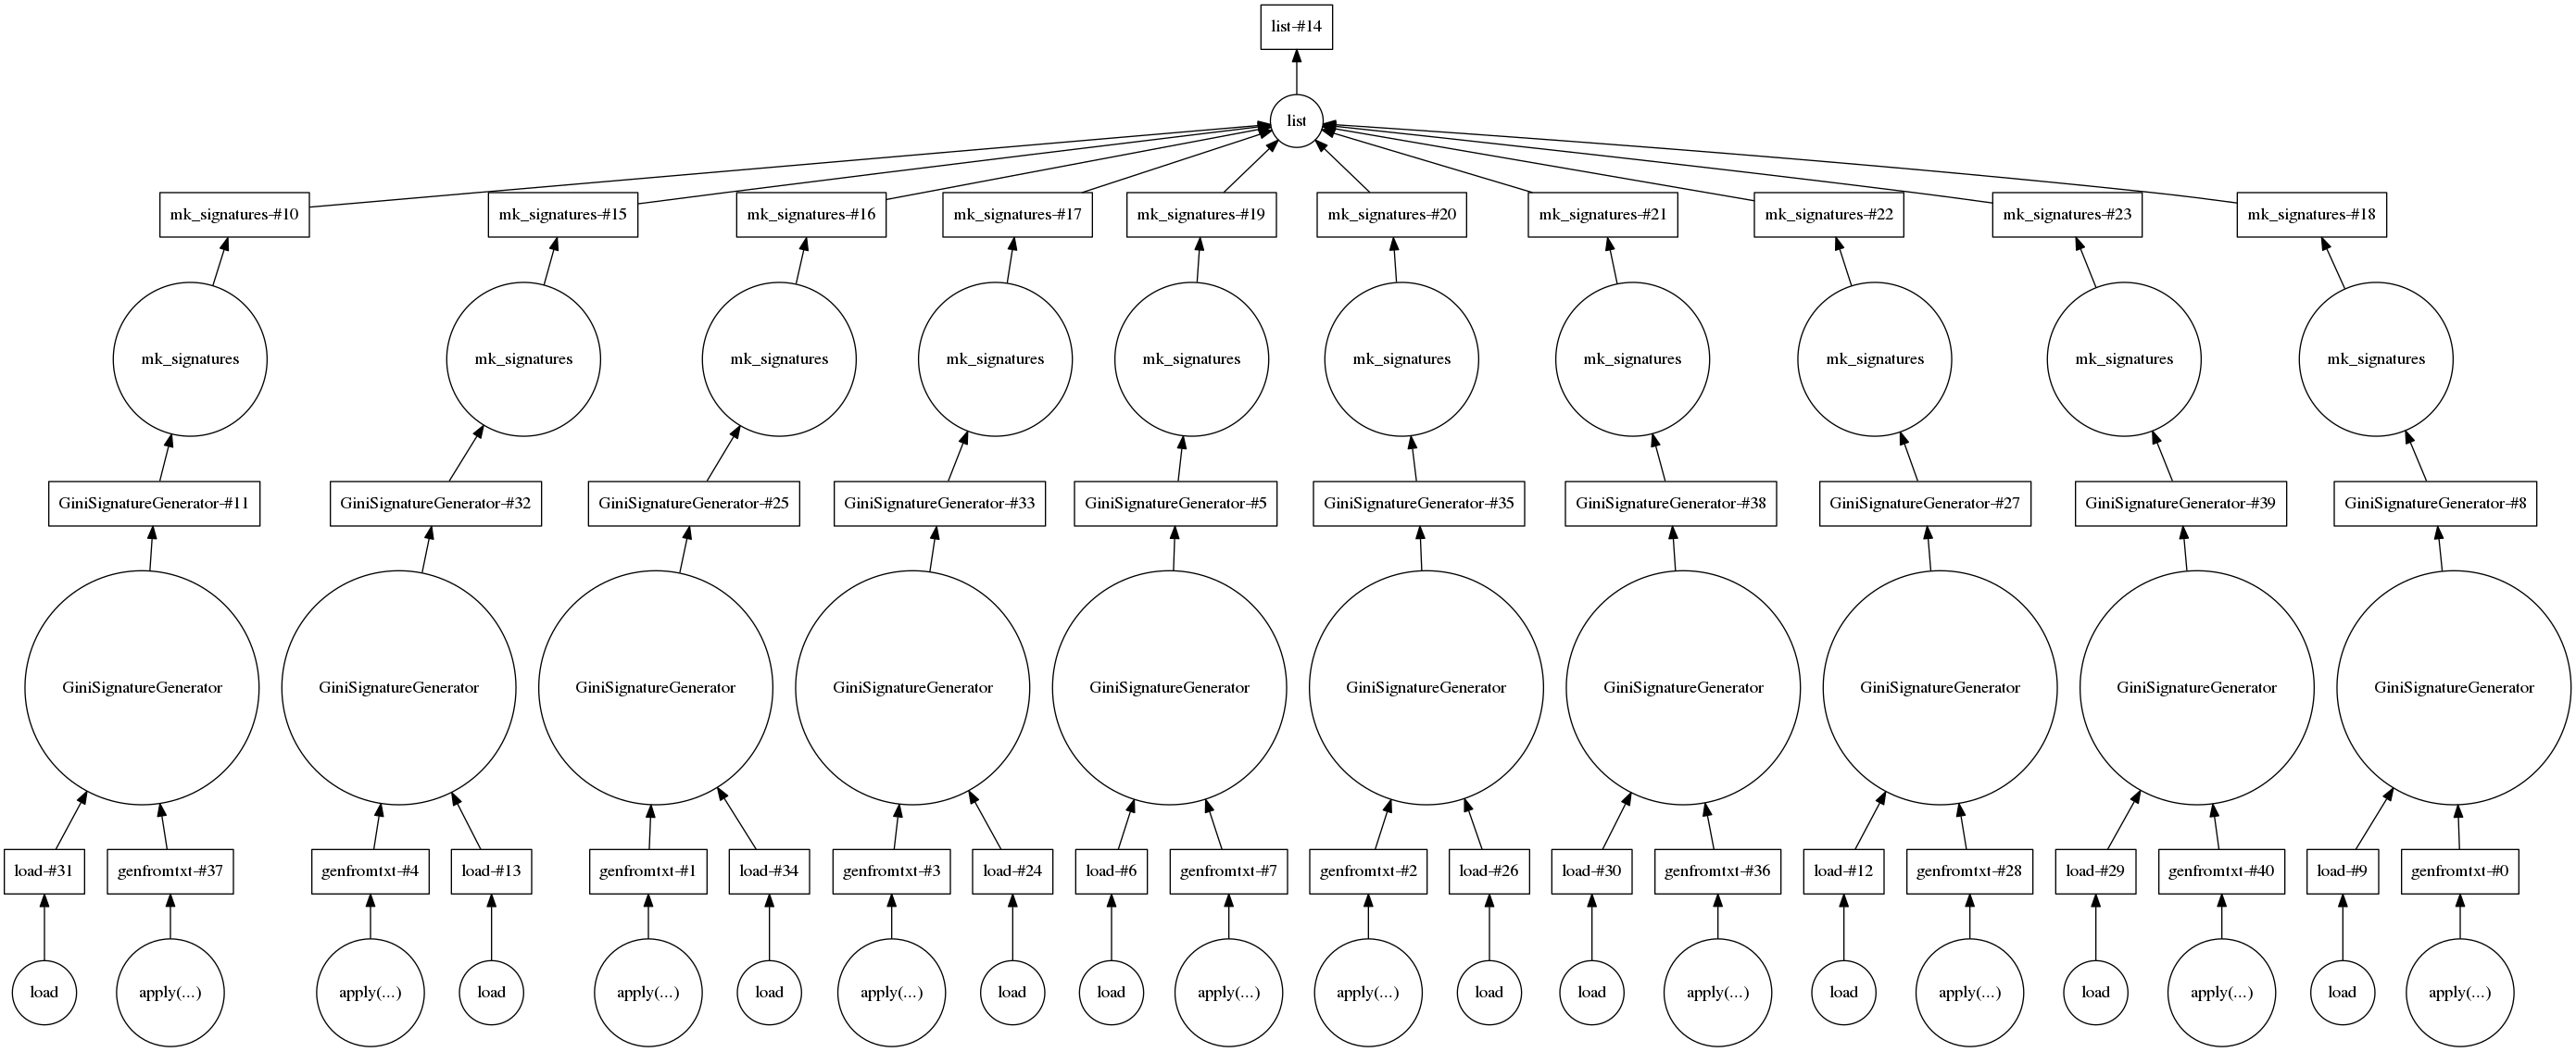 list-#14
list
mk_signatures-#10
mk_signatures-#15
mk_signatures-#16
mk_signatures-#17
mk_signatures-#19
mk_signatures-#20
mk_signatures-#21
mk_signatures-#22
mk_signatures-#23
mk_signatures-#18
mk_signatures
mk_signatures
mk_signatures
mk_signatures
mk_signatures
mk_signatures
mk_signatures
mk_signatures
mk_signatures
mk_signatures
GiniSignatureGenerator-#11
GiniSignatureGenerator-#32
GiniSignatureGenerator-#25
GiniSignatureGenerator-#33
GiniSignatureGenerator-#5
GiniSignatureGenerator-#35
GiniSignatureGenerator-#38
GiniSignatureGenerator-#27
GiniSignatureGenerator-#39
GiniSignatureGenerator-#8
GiniSignatureGenerator
GiniSignatureGenerator
GiniSignatureGenerator
GiniSignatureGenerator
GiniSignatureGenerator
GiniSignatureGenerator
GiniSignatureGenerator
GiniSignatureGenerator
GiniSignatureGenerator
GiniSignatureGenerator
load-#31
genfromtxt-#37
genfromtxt-#4
load-#13
genfromtxt-#1
load-#34
genfromtxt-#3
load-#24
load-#6
genfromtxt-#7
genfromtxt-#2
load-#26
load-#30
genfromtxt-#36
load-#12
genfromtxt-#28
load-#29
genfromtxt-#40
load-#9
genfromtxt-#0
load
apply(...)
apply(...)
load
apply(...)
load
apply(...)
load
load
apply(...)
apply(...)
load
load
apply(...)
load
apply(...)
load
apply(...)
load
apply(...)